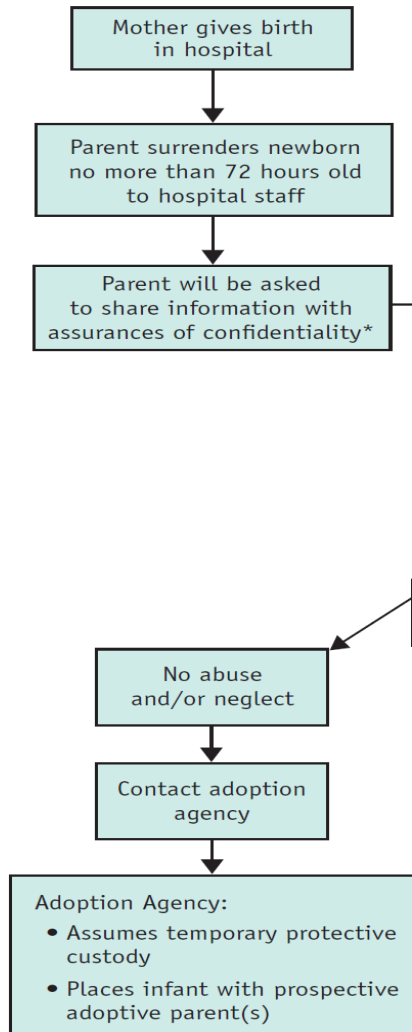 Mother gives birth
in hospital
Parent surrenders newborn
no more than 72 hours old
to hospital staff
Parent will be asked
to share information with
assurances of confidentiality*
No abuse
and/or neglect
Contact adoption
agency
Adoption Agency:
• Assumes temporary protective
custody
• Places infant with prospective
adoptive parent(s)